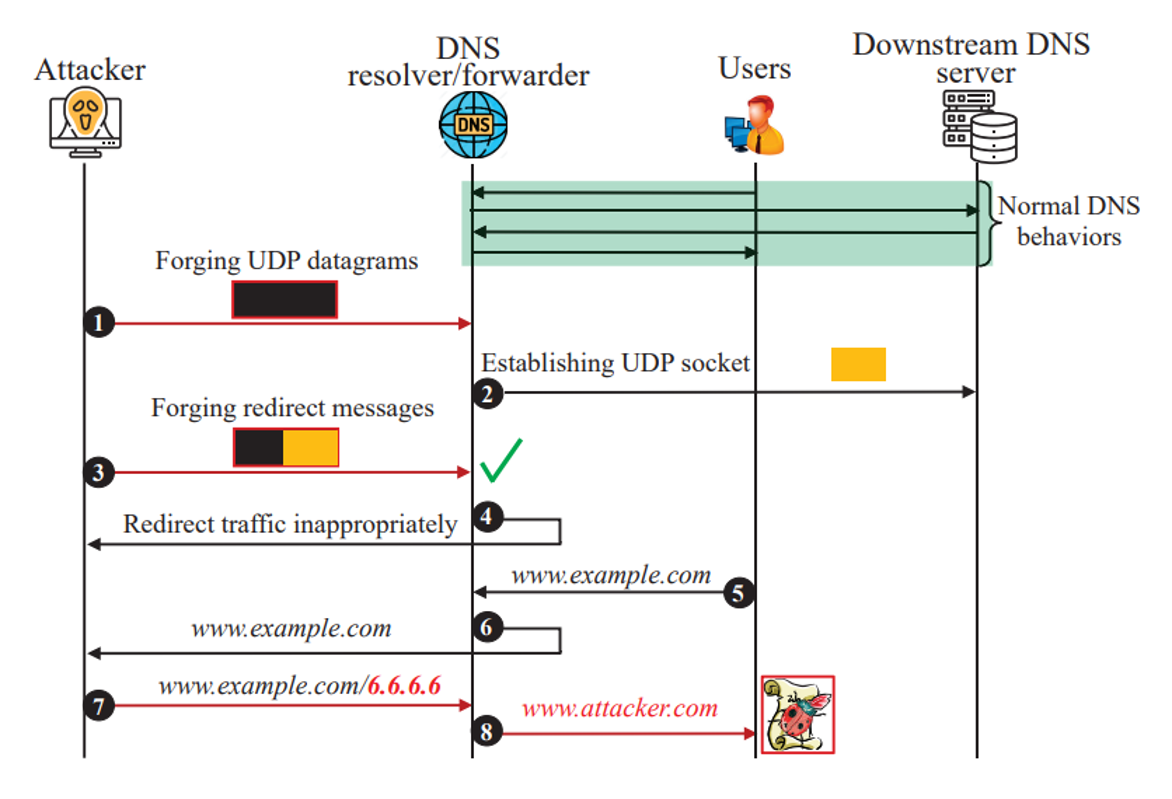 Attacker
DNS
resolver/forwarder
Users
Downstream DNS
server
DNS
Normal DNS
behaviors
Forging UDP datagrams
1
Establishing UDP socket
2
Forging redirect messages
3
4
Redirect traffic inappropriately
www.example.com
5
www.example.com
6
www.example.com/6.6.6.6
7
www.attacker.com
8